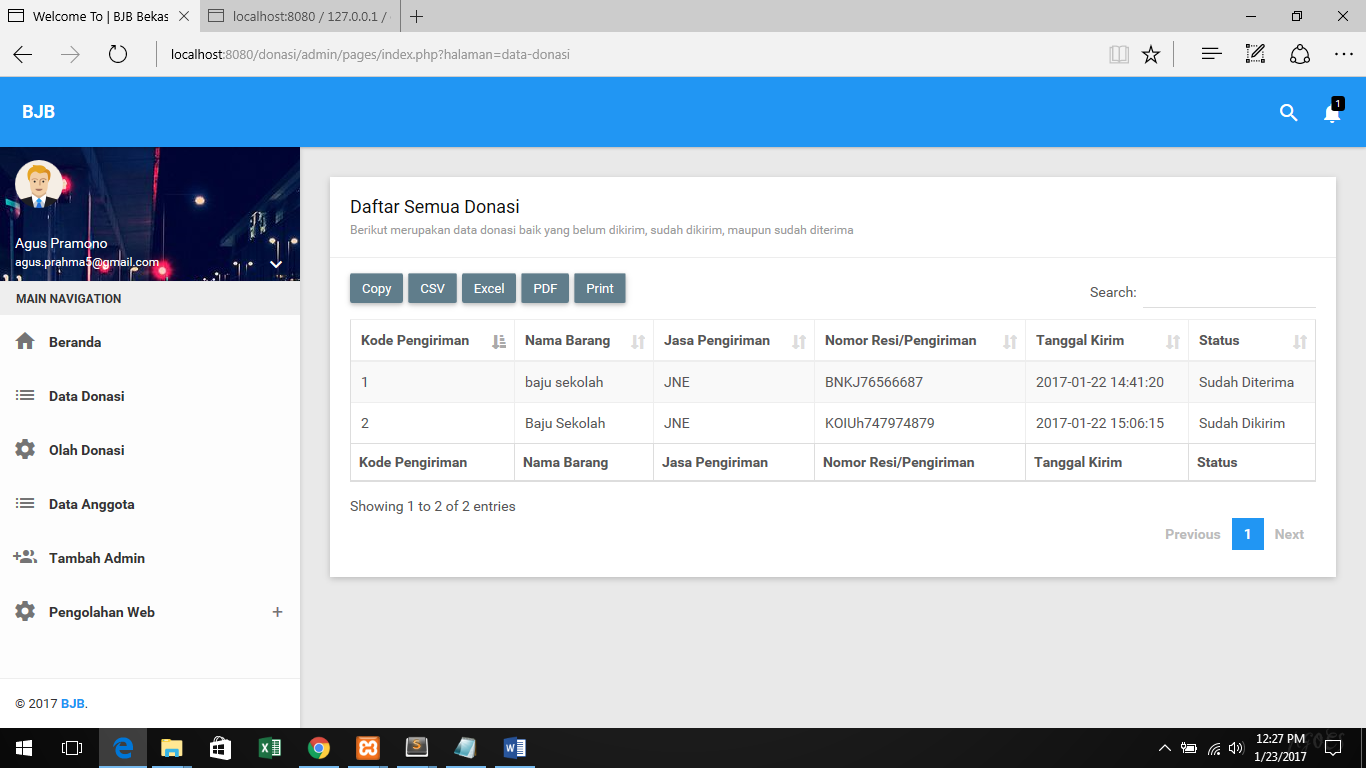 Welcome To | BJB Bekas
localhost:8080 / 127.0.0.1 /
localhost:8080/donasi/admin/pages/index.php?halaman=data-donasi
BJB
1
Agus Pramono
agus.prahma5@gmail.com
MAIN NAVIGATION
Beranda
Data Donasi
Olah Donasi
Data Anggota
Tambah Admin
Pengolahan Web
© 2017 BJB.
Daftar Semua Donasi
Berikut merupakan data donasi baik yang belum dikirim, sudah dikirim, maupun sudah diterima
Copy CSV Excel PDF Print
Search:
Kode Pengiriman Nama Barang Jasa Pengiriman Nomor Resi/Pengiriman Tanggal Kirim Status
1 baju sekolah JNE BNKJ76566687 2017-01-22 14:41:20 Sudah Diterima
2 Baju Sekolah JNE KOIUh747974879 2017-01-22 15:06:15 Sudah Dikirim
Kode Pengiriman Nama Barang Jasa Pengiriman Nomor Resi/Pengiriman Tanggal Kirim Status
Showing 1 to 2 of 2 entries
Previous 1 Next
12:27 PM
1/23/2017